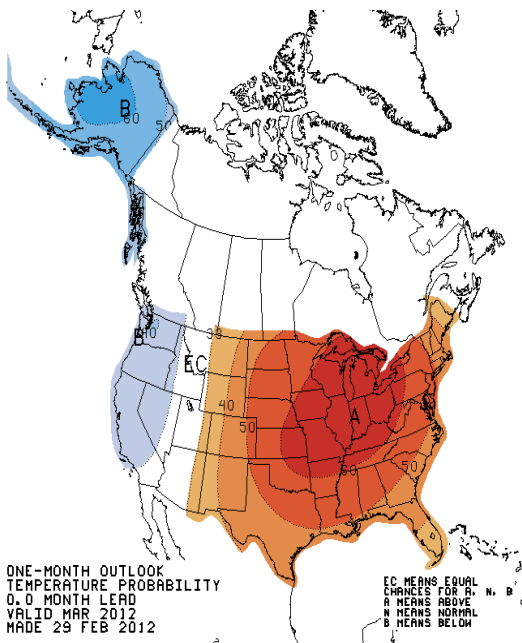 B
60
50
B
40
33
EC
40
50
A
60
50
ONE-MONTH OUTLOOK
TEMPERATURE PROBABILITY
0.0 MONTH LEAD
VALID MAR 2012
MADE 29 FEB 2012
EC MEANS EQUAL
CHANCES FOR A, N, B
A MEANS ABOVE
N MEANS NORMAL
B MEANS BELOW